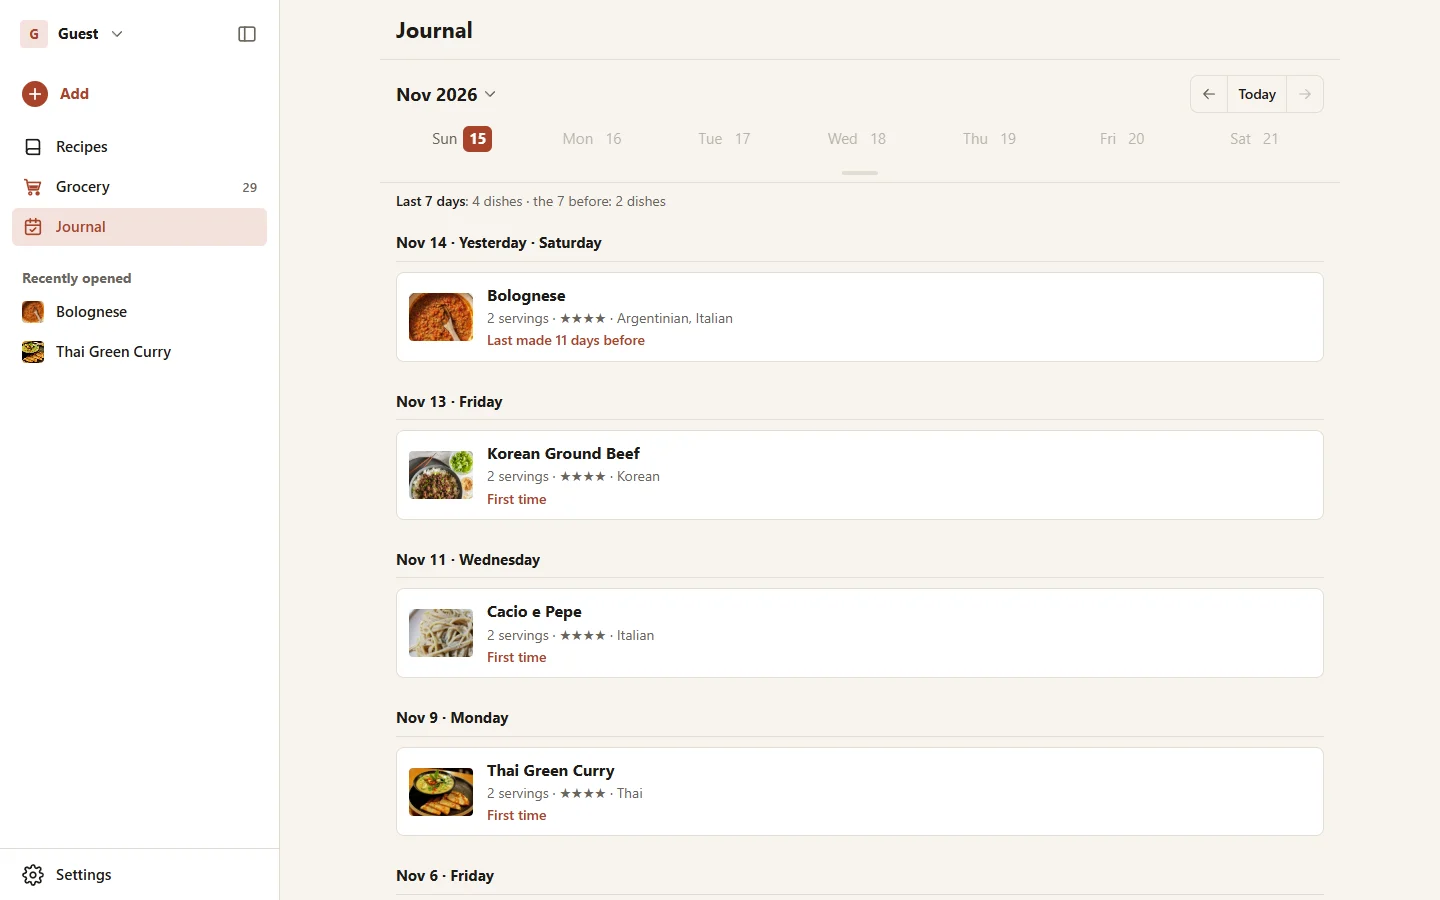 G Guest
Add
Recipes
Grocery 29
Journal
Recently opened
Bolognese
Thai Green Curry
Settings
Journal
Nov 2026
Today
Sun 15 Mon 16 Tue 17 Wed 18 Thu 19 Fri 20 Sat 21
Last 7 days: 4 dishes · the 7 before: 2 dishes
Nov 14 · Yesterday · Saturday
Bolognese
2 servings · ★★★★ · Argentinian, Italian
Last made 11 days before
Nov 13 · Friday
Korean Ground Beef
2 servings · ★★★★ · Korean
First time
Nov 11 · Wednesday
Cacio e Pepe
2 servings · ★★★★ · Italian
First time
Nov 9 · Monday
Thai Green Curry
2 servings · ★★★★ · Thai
First time
Nov 6 · Friday